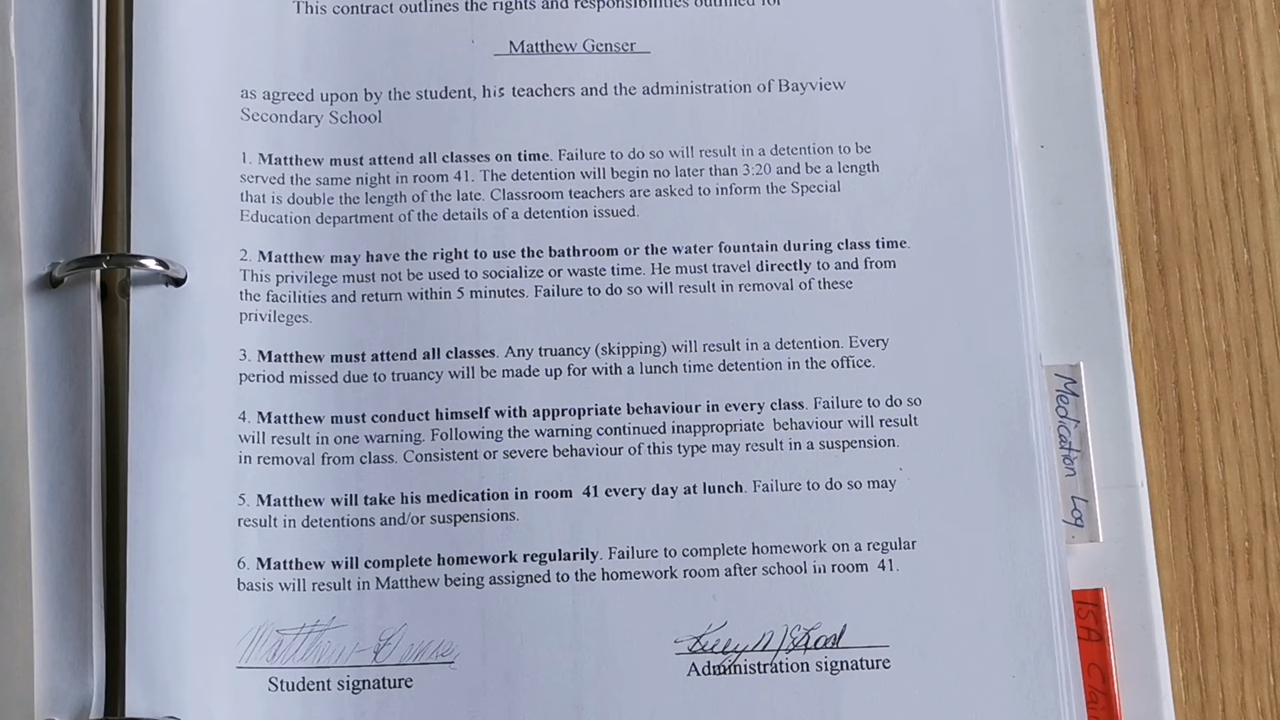 This contract outlines the rights and responsibilities outlined for
Matthew Genser
as agreed upon by the student, his teachers and the administration of Bayview
Secondary School
1. Matthew must attend all classes on time. Failure to do so will result in a detention to be
served the same night in room 41. The detention will begin no later than 3:20 and be a length
that is double the length of the late. Classroom teachers are asked to inform the Special
Education department of the details of a detention issued.
2. Matthew may have the right to use the bathroom or the water fountain during class time.
This privilege must not be used to socialize or waste time. He must travel directly to and from
the facilities and return within 5 minutes. Failure to do so will result in removal of these
privileges.
3. Matthew must attend all classes. Any truancy (skipping) will result in a detention. Every
period missed due to truancy will be made up for with a lunch time detention in the office.
4. Matthew must conduct himself with appropriate behaviour in every class. Failure to do so
will result in one warning. Following the warning continued inappropriate behaviour will result
in removal from class. Consistent or severe behaviour of this type may result in a suspension.
5. Matthew will take his medication in room 41 every day at lunch. Failure to do so may
result in detentions and/or suspensions.
6. Matthew will complete homework regularily. Failure to complete homework on a regular
basis will result in Matthew being assigned to the homework room after school in room 41.
Matthew Genser
Student signature
Administration signature
Medication Log
ISA